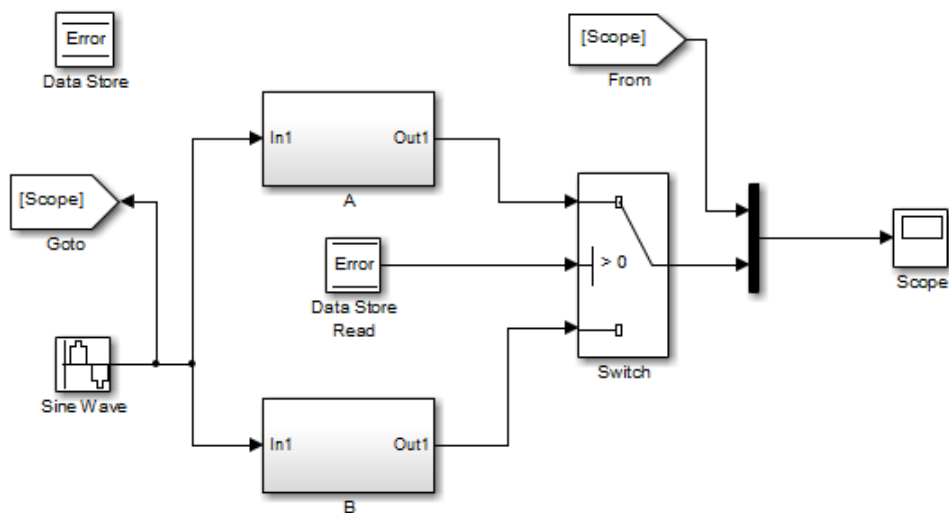 Error
Data Store
[Scope]
From
In1
Out1
A
[Scope]
Goto
Error
Data Store
Read
> 0
Switch
Scope
Sine Wave
In1
Out1
B